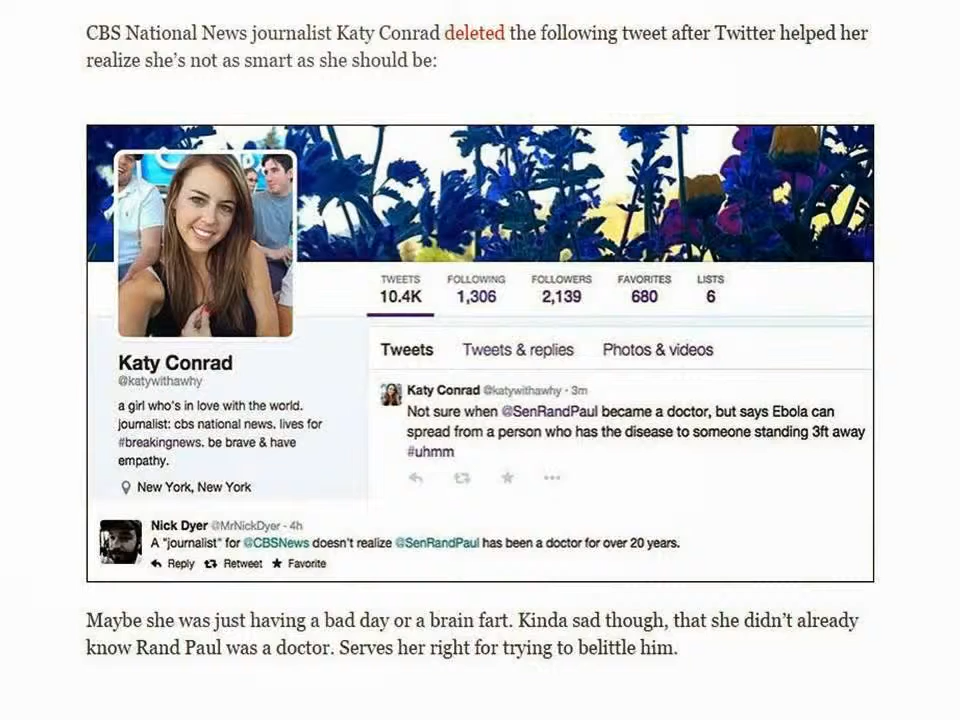 CBS National News journalist Katy Conrad deleted the following tweet after Twitter helped her
realize she's not as smart as she should be:
TWEETS FOLLOWING FOLLOWERS FAVORITES LISTS
10.4K 1,306 2,139 680 6
Tweets Tweets & replies Photos & videos
Katy Conrad
@katywithawhy
a girl who's in love with the world.
journalist: cbs national news. lives for
#breakingnews. be brave & have
empathy.
New York, New York
Katy Conrad @katywithawhy · 3m
Not sure when @SenRandPaul became a doctor, but says Ebola can
spread from a person who has the disease to someone standing 3ft away
#uhmm
Nick Dyer @MrNickDyer - 4h
A "journalist" for @CBSNews doesn't realize @SenRandPaul has been a doctor for over 20 years.
Reply Retweet Favorite
Maybe she was just having a bad day or a brain fart. Kinda sad though, that she didn't already
know Rand Paul was a doctor. Serves her right for trying to belittle him.